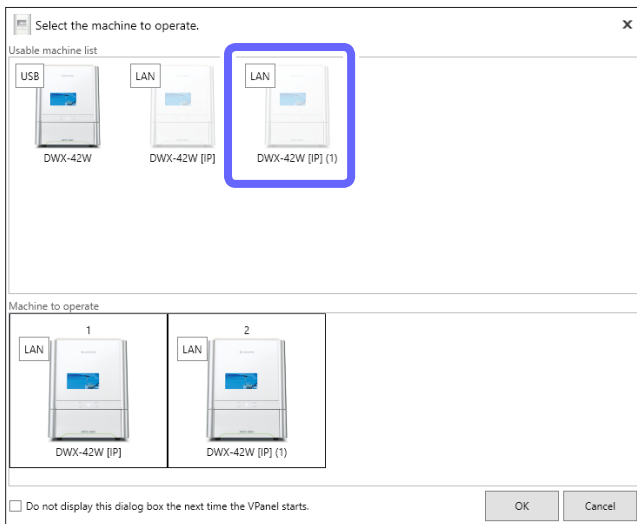 Select the machine to operate.
x
Usable machine list
USB
LAN
LAN
DWX-42W
DWX-42W [IP]
DWX-42W [IP] (1)
Machine to operate
1
2
LAN
LAN
DWX-42W [IP]
DWX-42W [IP] (1)
Do not display this dialog box the next time the VPanel starts.
OK
Cancel